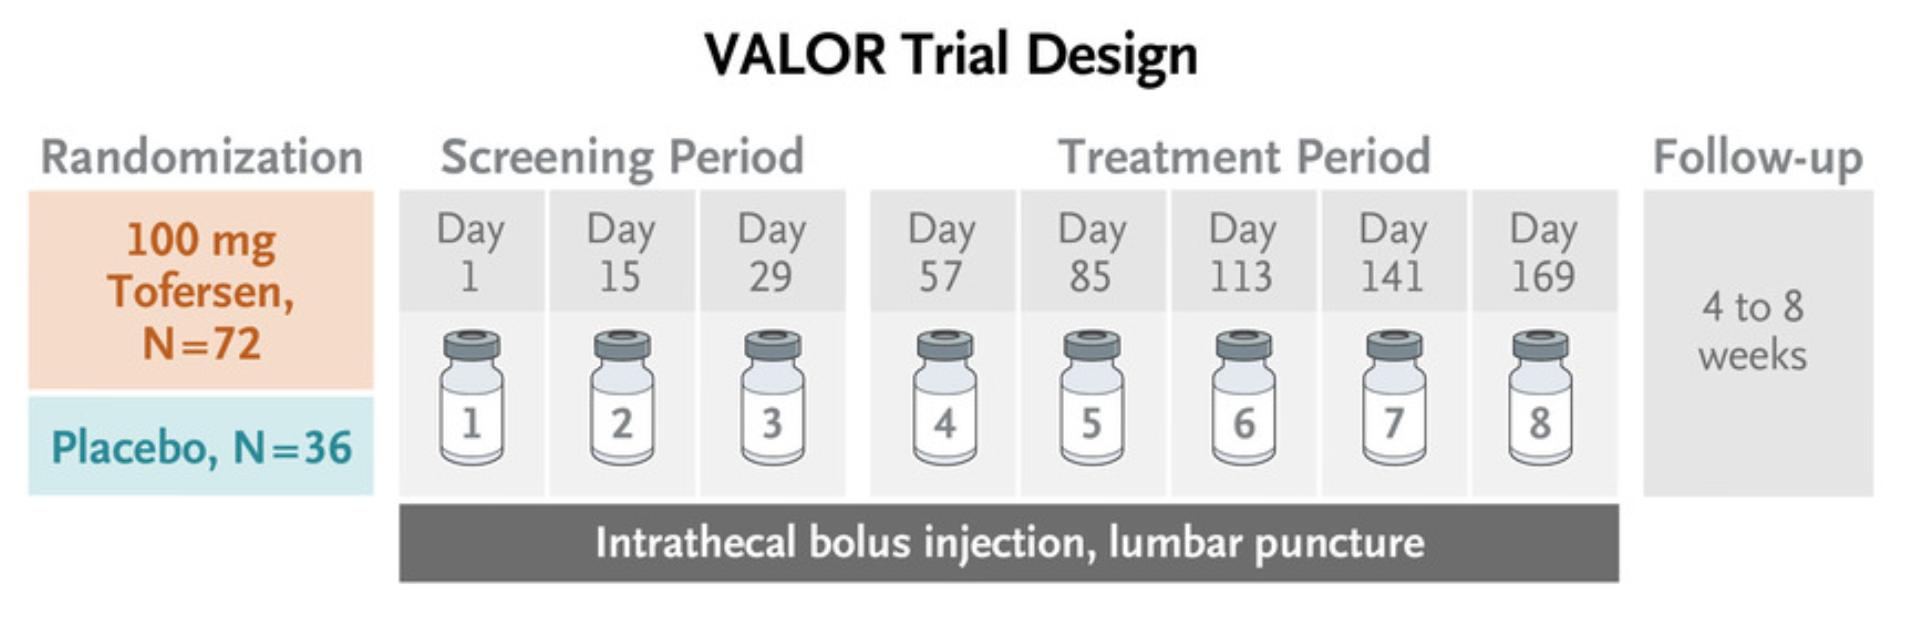 VALOR Trial Design
Randomization
100 mg
Tofersen,
N=72
Placebo, N=36
Screening Period
Day
1
Day
15
Day
29
1
2
3
Treatment Period
Day
57
Day
85
Day
113
Day
141
Day
169
4
5
6
7
8
Intrathecal bolus injection, lumbar puncture
Follow-up
4 to 8
weeks